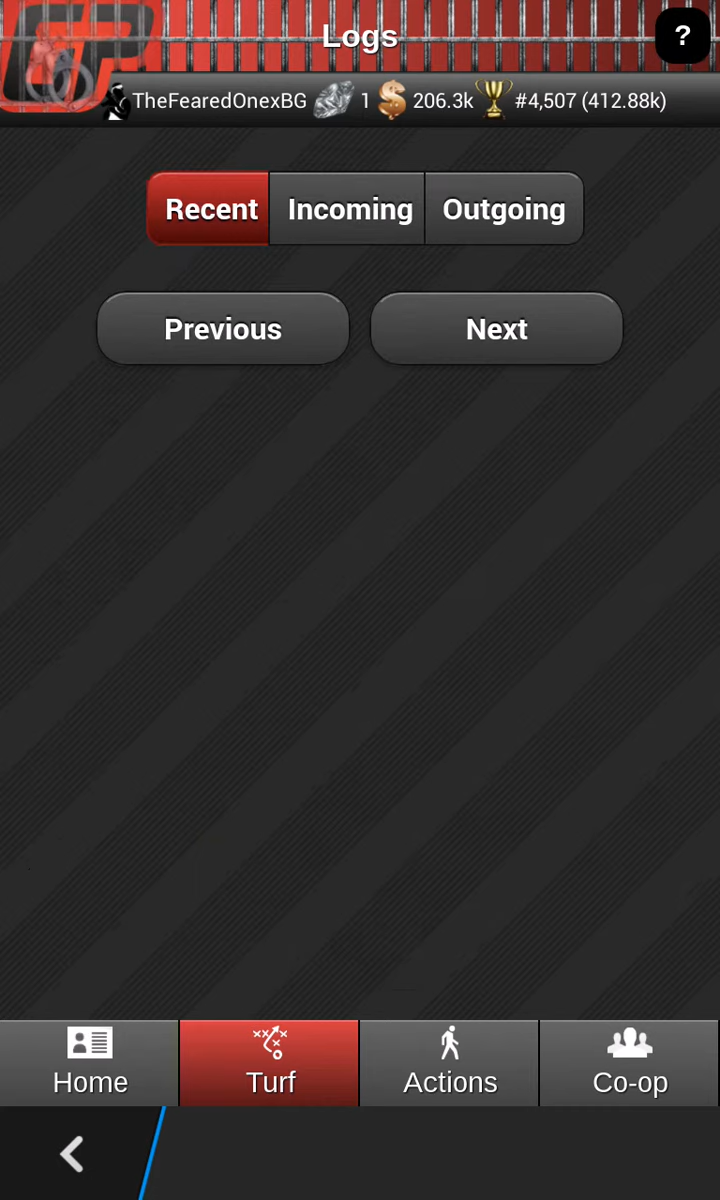 Logs
?
TheFearedOnexBG 1 206.3k #4,507 (412.88k)
Recent Incoming Outgoing
Previous Next
Home Turf Actions Co-op